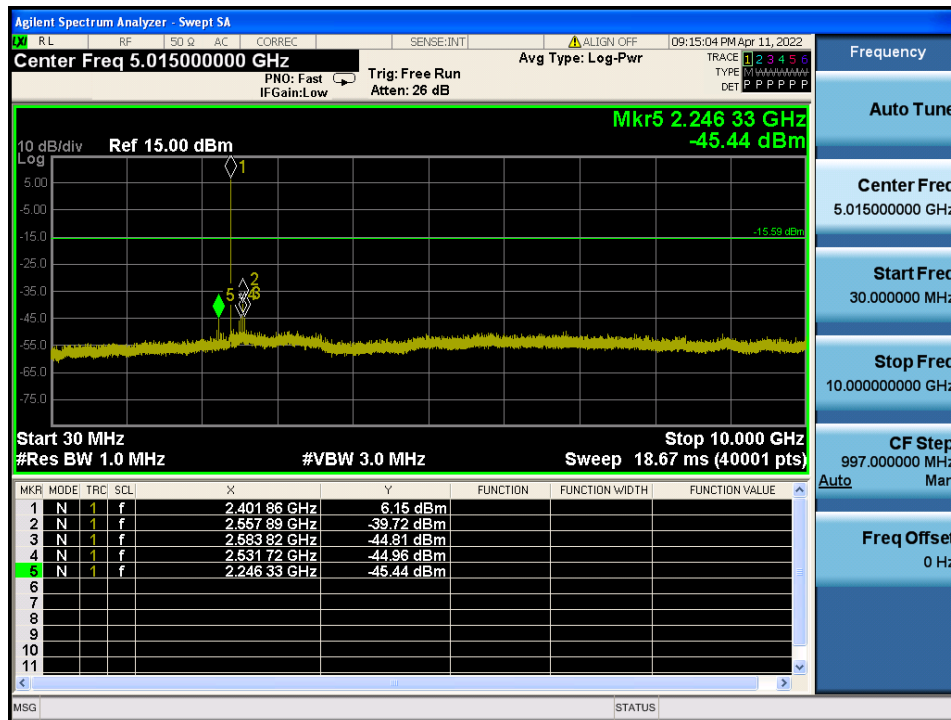 Agilent Spectrum Analyzer - Swept SA
LXI RL RF 50 Ω AC CORREC SENSE:INT ALIGN OFF 09:15:04 PM Apr 11, 2022
Center Freq 5.015000000 GHz
PNO: Fast
IFGain:Low
Trig: Free Run
Atten: 26 dB
Avg Type: Log-Pwr
TRACE 1 2 3 4 5 6
TYPE M
DET P P P P P P
Mkr5 2.246 33 GHz
-45.44 dBm
10 dB/div Ref 15.00 dBm
Log
1
5.00
-5.00
-15.0
-15.59 dBm
-25.0
2
-35.0
5 4 3
-45.0
-55.0
-65.0
-75.0
Start 30 MHz Stop 10.000 GHz
#Res BW 1.0 MHz #VBW 3.0 MHz Sweep 18.67 ms (40001 pts)
MKR MODE TRC SCL X Y FUNCTION FUNCTION WIDTH FUNCTION VALUE
1 N 1 f 2.401 86 GHz 6.15 dBm
2 N 1 f 2.557 89 GHz -39.72 dBm
3 N 1 f 2.583 82 GHz -44.81 dBm
4 N 1 f 2.531 72 GHz -44.96 dBm
5 N 1 f 2.246 33 GHz -45.44 dBm
6
7
8
9
10
11
MSG STATUS
Frequency
Auto Tune
Center Freq
5.015000000 GHz
Start Freq
30.000000 MHz
Stop Freq
10.000000000 GHz
CF Step
997.000000 MHz
Auto Man
Freq Offset
0 Hz